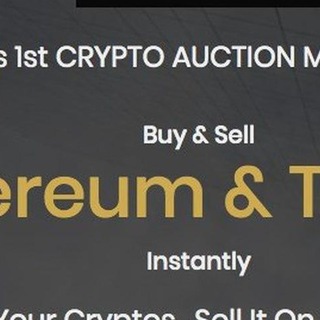 s 1st CRYPTO AUCTION M
Buy & Sell
ereum & T
Instantly
Your Cryptos Sell It On